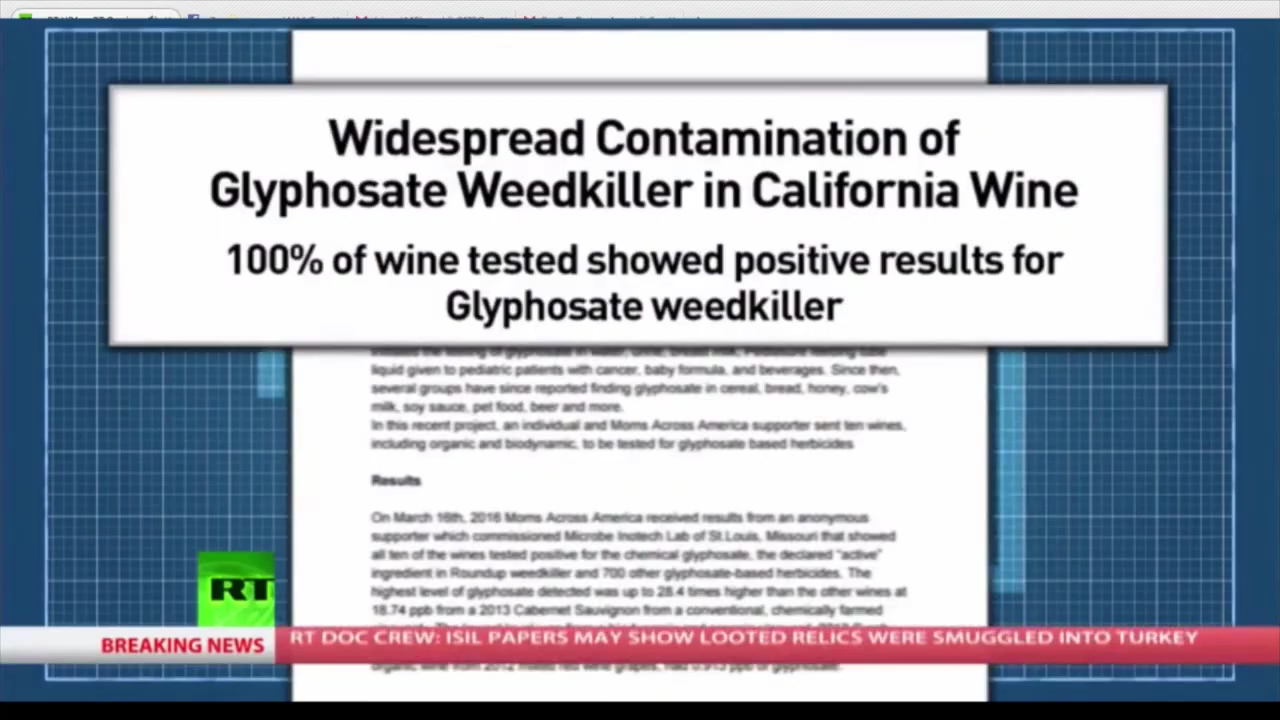 Widespread Contamination of
Glyphosate Weedkiller in California Wine
100% of wine tested showed positive results for
Glyphosate weedkiller
liquid given to pediatric patients with cancer, baby formula, and beverages. Since then,
several groups have since reported finding glyphosate in cereal, bread, honey, cow's
milk, soy sauce, pet food, beer and more.
In this recent project, an individual and Moms Across America supporter sent ten wines,
including organic and biodynamic, to be tested for glyphosate based herbicides
Results
On March 16th, 2016 Moms Across America received results from an anonymous
supporter which commissioned Microbe Inotech Lab of St.Louis, Missouri that showed
all ten of the wines tested positive for the chemical glyphosate, the declared "active"
ingredient in Roundup weedkiller and 700 other glyphosate-based herbicides. The
highest level of glyphosate detected was up to 28.4 times higher than the other wines at
18.74 ppb from a 2013 Cabernet Sauvignon from a conventional, chemically farmed
RT
BREAKING NEWS
RT DOC CREW: ISIL PAPERS MAY SHOW LOOTED RELICS WERE SMUGGLED INTO TURKEY